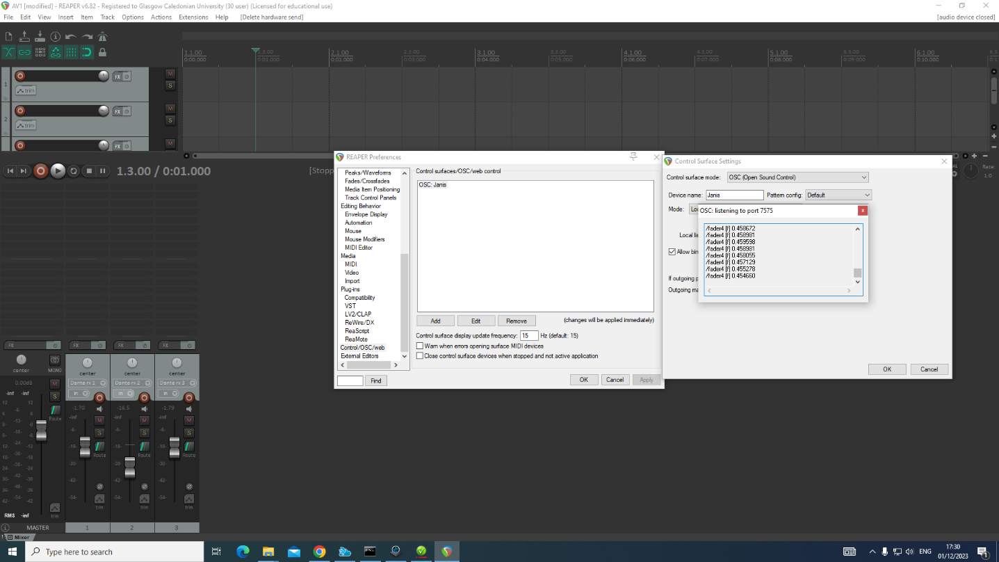 AV1 [modified] - REAPER v6.82 - Registered to Glasgow Caledonian University (30 user) (Licensed for educational use)
File Edit View Insert Item Track Options Actions Extensions Help [Delete hardware send]
[audio device closed]
1.1.00 1.3.00 2.1.00 2.3.00 3.1.00 3.3.00 4.1.00 4.3.00 5.1.00 5.3.00 6.1.00
0:00.000 0:01.000 0:02.000 0:03.000 0:04.000 0:05.000 0:06.000 0:07.000 0:08.000 0:09.000 0:10.000
1 FX M
S
trim
2 FX M
S
trim
FX M
1.3.00 / 0:01.000
[Stopp
Rate:
1.0
REAPER Preferences
Peaks/Waveforms
Fades/Crossfades
Media Item Positioning
Track Control Panels
Editing Behavior
Envelope Display
Automation
Mouse
Mouse Modifiers
MIDI Editor
Media
MIDI
Video
Import
Plug-ins
Compatibility
VST
LV2/CLAP
ReWire/DX
ReaScript
ReaMote
Control/OSC/web
External Editors
Find
Control surfaces/OSC/web control
OSC: Janis
Add Edit Remove (changes will be applied immediately)
Control surface display update frequency: 15 Hz (default: 15)
Warn when errors opening surface MIDI devices
Close control surface devices when stopped and not active application
OK Cancel Apply
Control Surface Settings
Control surface mode: OSC (Open Sound Control)
Device name: Janis Pattern config: Default
Mode: Loc
Local lis
Allow bin
If outgoing p
Outgoing ma
OSC: listening to port 7575
/fader4 [f] 0.458672
/fader4 [f] 0.458981
/fader4 [f] 0.459598
/fader4 [f] 0.458981
/fader4 [f] 0.458055
/fader4 [f] 0.457129
/fader4 [f] 0.455278
/fader4 [f] 0.454660
OK Cancel
FX FX FX FX
center MONO center center center
Dante rx 1 Dante rx 2 Dante rx 3
0.00dB M in in in
-inf -inf S -1.70 -16.5 -1.79
Route
M M M
S S S
Route Route Route
trim trim trim trim
RMS -inf
MASTER 1 2 3
Mixer
Type here to search
ENG
17:30
01/12/2023
1